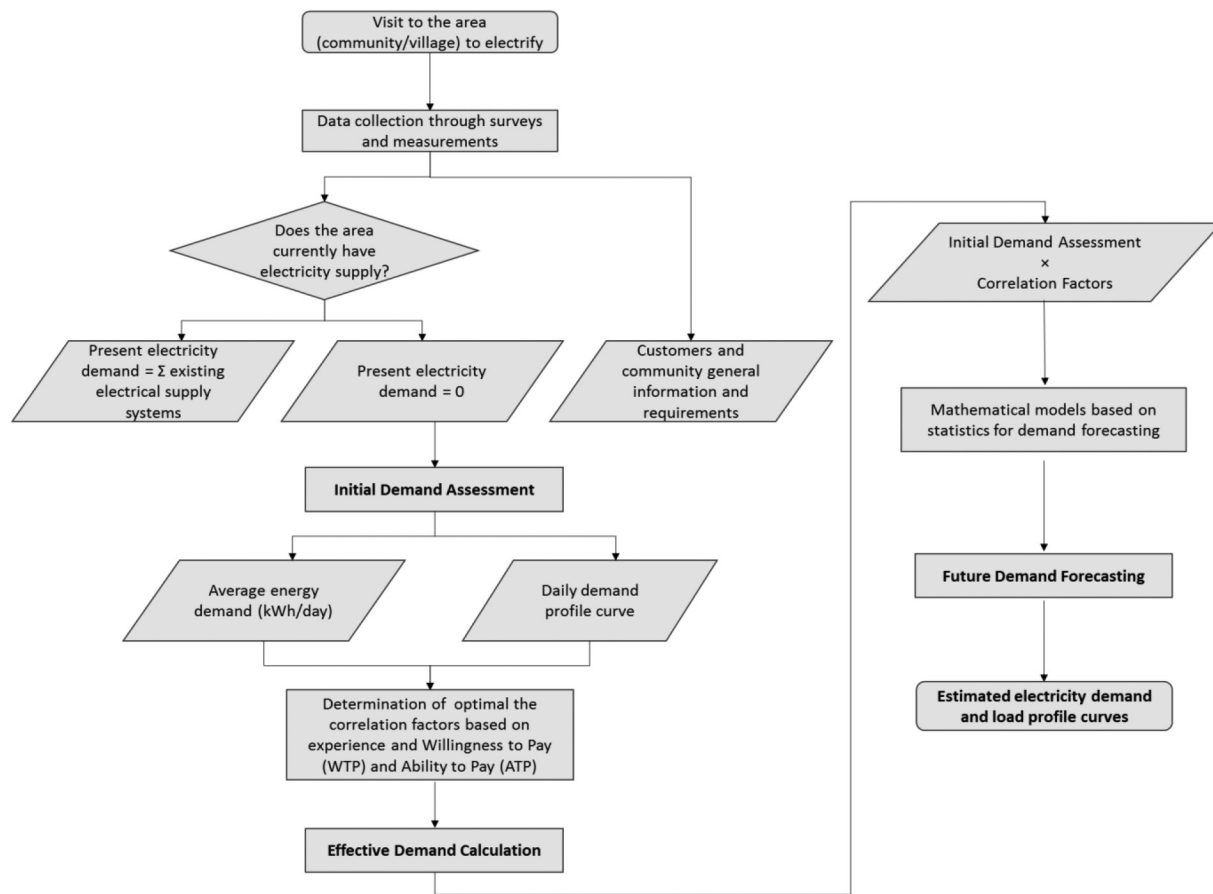 Visit to the area
(community/village) to electrify
Data collection through surveys
and measurements
Does the area
currently have
electricity supply?
Present electricity
demand = Σ existing
electrical supply
systems
Present electricity
demand = 0
Customers and
community general
information and
requirements
Initial Demand Assessment
Average energy
demand (kWh/day)
Daily demand
profile curve
Determination of optimal the
correlation factors based on
experience and Willingness to Pay
(WTP) and Ability to Pay (ATP)
Effective Demand Calculation
Initial Demand Assessment
×
Correlation Factors
Mathematical models based on
statistics for demand forecasting
Future Demand Forecasting
Estimated electricity demand
and load profile curves